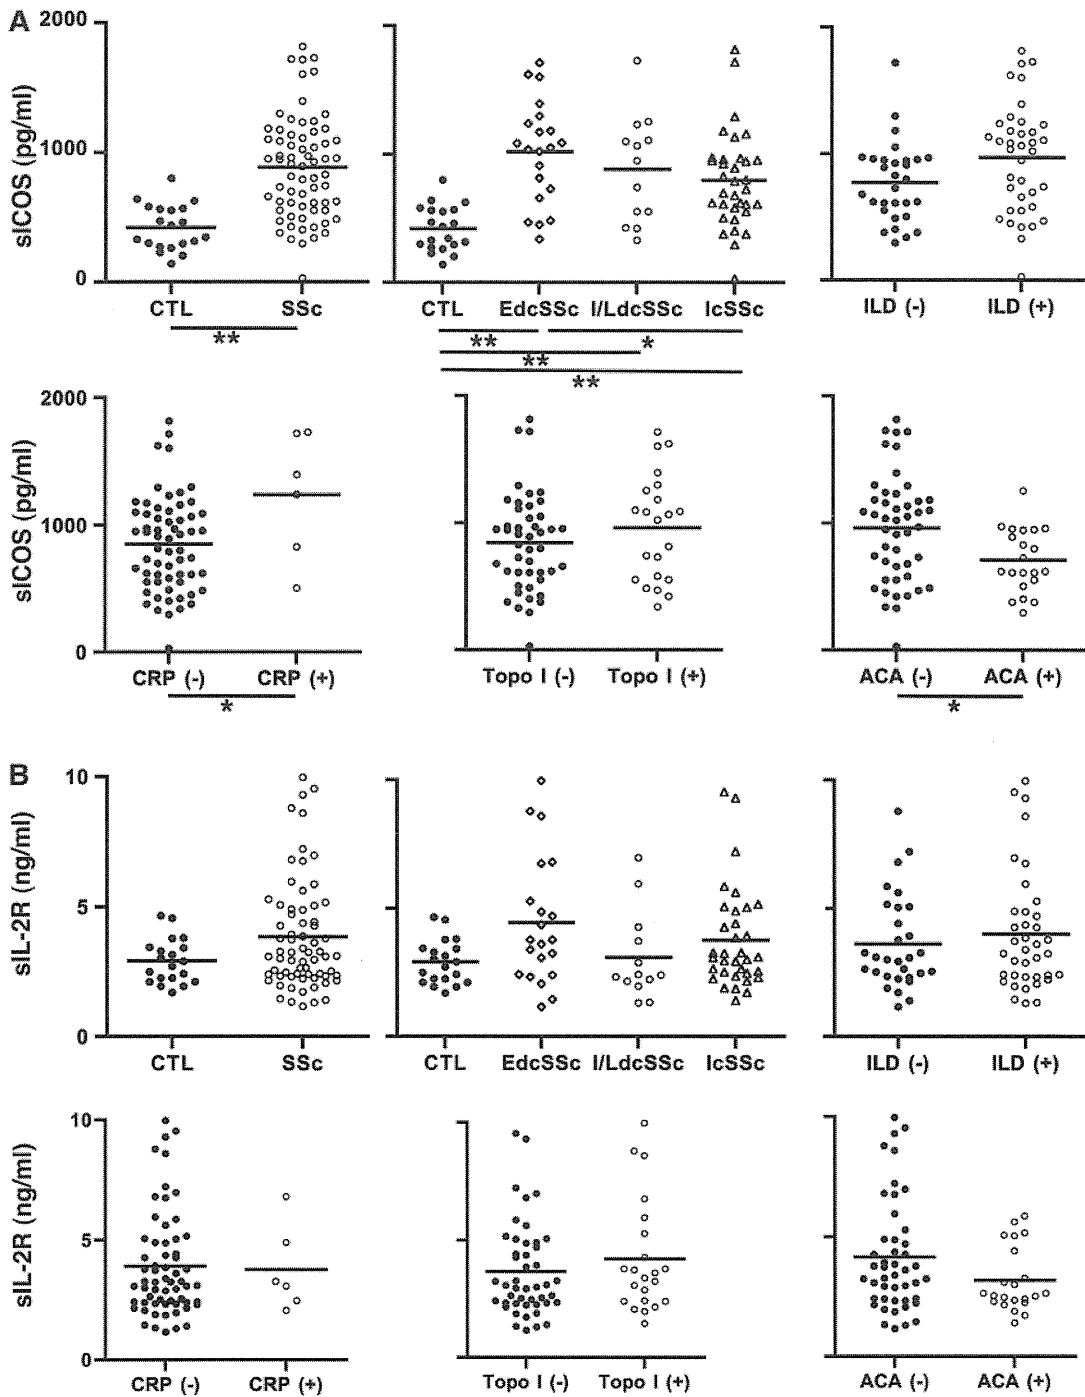 A
2000
1000
0
sICOS (pg/ml)
CTL SSc
**
CTL EdcSSc I/LdcSSc lcSSc
** *
**
**
ILD (-) ILD (+)
2000
1000
0
sICOS (pg/ml)
CRP (-) CRP (+)
*
Topo I (-) Topo I (+)
ACA (-) ACA (+)
*
B
10
5
0
sIL-2R (ng/ml)
CTL SSc
CTL EdcSSc I/LdcSSc lcSSc
ILD (-) ILD (+)
10
5
0
sIL-2R (ng/ml)
CRP (-) CRP (+)
Topo I (-) Topo I (+)
ACA (-) ACA (+)